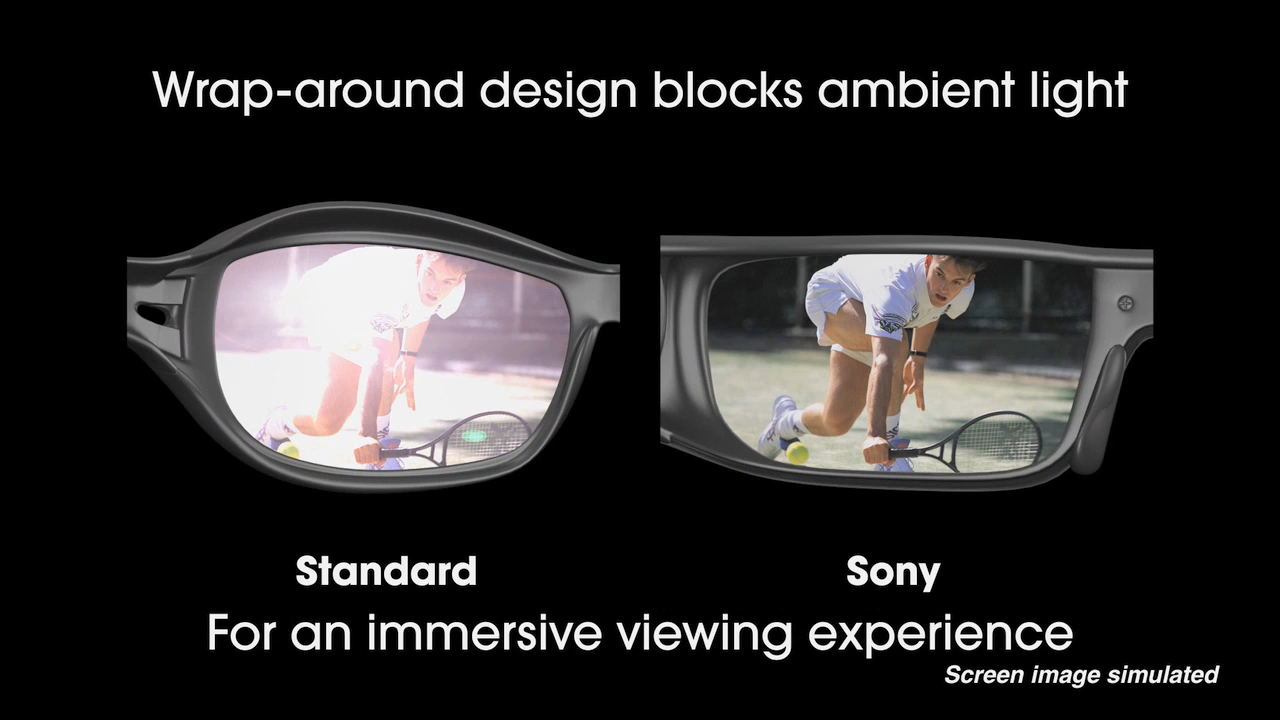 Wrap-around design blocks ambient light
Standard
Sony
For an immersive viewing experience
Screen image simulated